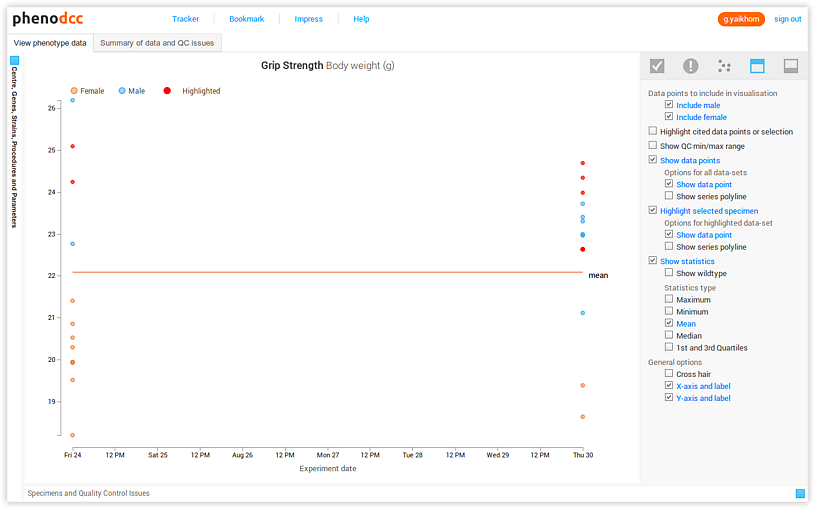 phenodcc
Tracker
Bookmark
Impress
Help
g.yaikhom
sign out
View phenotype data
Summary of data and QC issues
Centre, Genes, Strains, Procedures and Parameters
Grip Strength Body weight (g)
Female
Male
Highlighted
26
25
24
23
22
21
20
19
mean
Fri 24
12 PM
Sat 25
12 PM
Aug 26
12 PM
Mon 27
12 PM
Tue 28
12 PM
Wed 29
12 PM
Thu 30
Experiment date
Data points to include in visualisation
Include male
Include female
Highlight cited data points or selection
Show QC min/max range
Show data points
Options for all data-sets
Show data point
Show series polyline
Highlight selected specimen
Options for highlighted data-set
Show data point
Show series polyline
Show statistics
Show wildtype
Statistics type
Maximum
Minimum
Mean
Median
1st and 3rd Quartiles
General options
Cross hair
X-axis and label
Y-axis and label
Specimens and Quality Control Issues